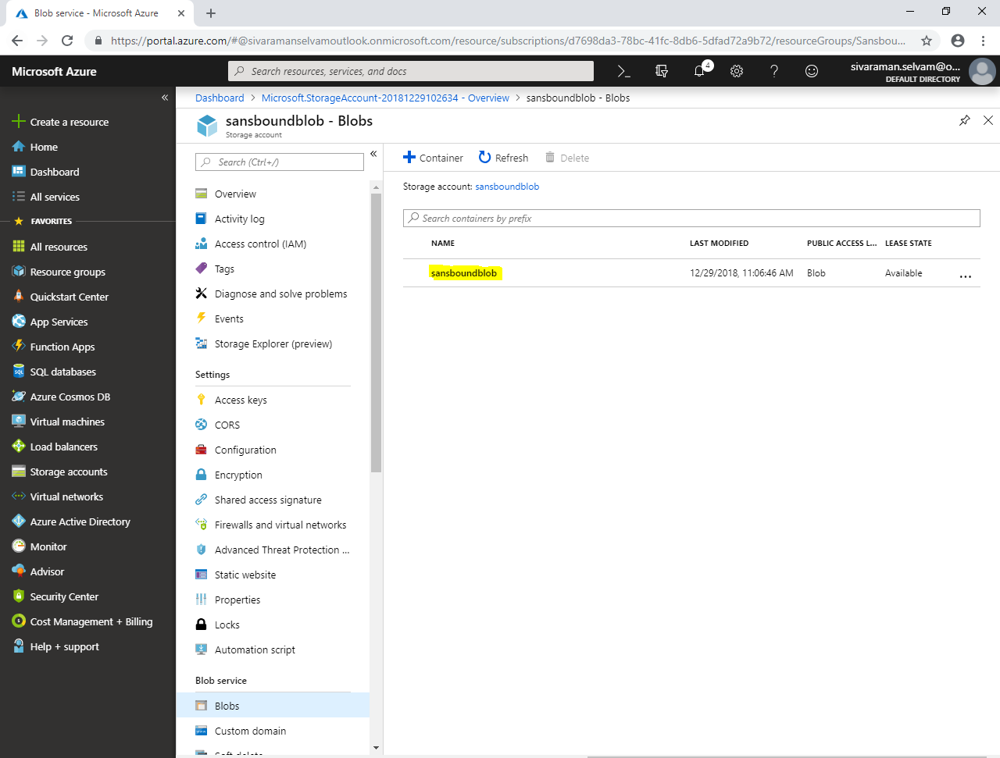 Blob service - Microsoft Azure
https://portal.azure.com/#@sivaramanselvamoutlook.onmicrosoft.com/resource/subscriptions/d7698da3-78bc-41fc-8db6-5dfad72a9b72/resourceGroups/Sansbou...
Microsoft Azure
Search resources, services, and docs
4
sivaraman.selvam@o...
DEFAULT DIRECTORY
Dashboard > Microsoft.StorageAccount-20181229102634 - Overview > sansboundblob - Blobs
sansboundblob - Blobs
Storage account
Create a resource
Home
Dashboard
All services
FAVORITES
All resources
Resource groups
Quickstart Center
App Services
Function Apps
SQL databases
Azure Cosmos DB
Virtual machines
Load balancers
Storage accounts
Virtual networks
Azure Active Directory
Monitor
Advisor
Security Center
Cost Management + Billing
Help + support
Search (Ctrl+/)
Overview
Activity log
Access control (IAM)
Tags
Diagnose and solve problems
Events
Storage Explorer (preview)
Settings
Access keys
CORS
Configuration
Encryption
Shared access signature
Firewalls and virtual networks
Advanced Threat Protection ...
Static website
Properties
Locks
Automation script
Blob service
Blobs
Custom domain
Soft delete
Container Refresh Delete
Storage account: sansboundblob
Search containers by prefix
NAME LAST MODIFIED PUBLIC ACCESS L... LEASE STATE
sansboundblob 12/29/2018, 11:06:46 AM Blob Available ...